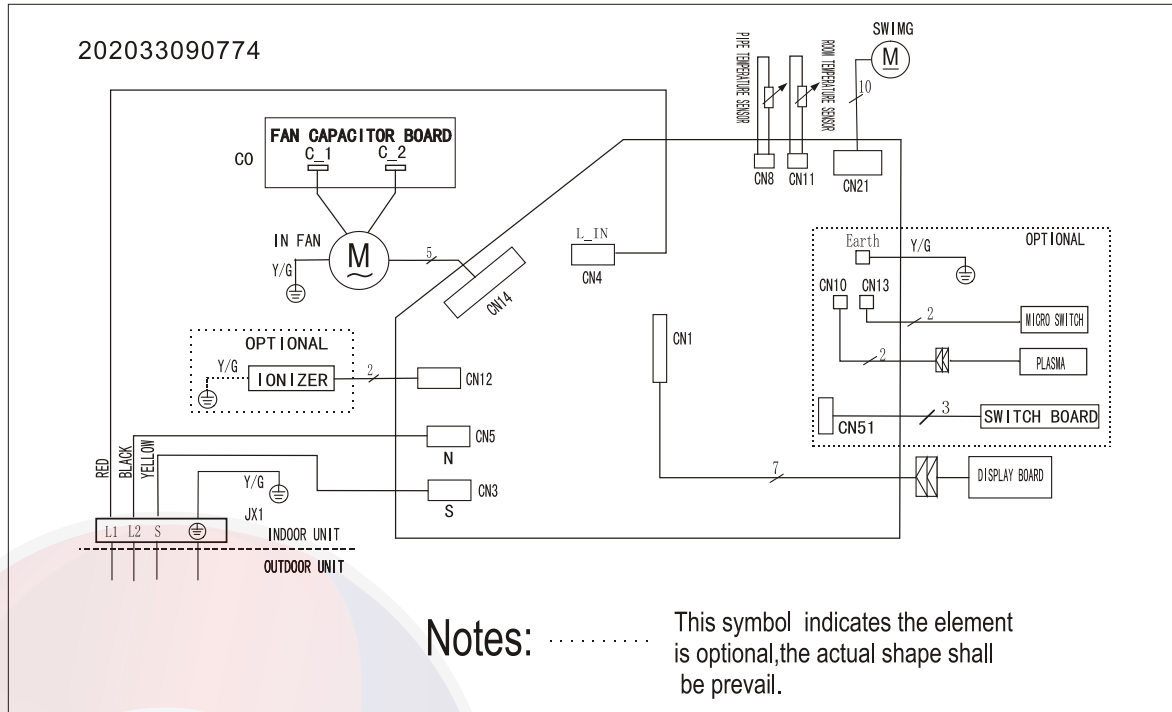 202033090774
SWIMG
M
PIPE TEMPERATURE SENSOR
ROOM TEMPERATURE SENSOR
10
CN8
CN11
CN21
FAN CAPACITOR BOARD
C_1
C_2
CO
IN FAN
M
Y/G
5
CN14
L_IN
CN4
CN1
OPTIONAL
Earth
Y/G
CN10
CN13
2
MICRO SWITCH
2
PLASMA
3
CN51
SWITCH BOARD
OPTIONAL
Y/G
IONIZER
2
CN12
CN5
N
CN3
S
7
DISPLAY BOARD
RED
BLACK
YELLOW
Y/G
JX1
L1 L2 S
INDOOR UNIT
OUTDOOR UNIT
Notes:
This symbol indicates the element
is optional,the actual shape shall
be prevail.